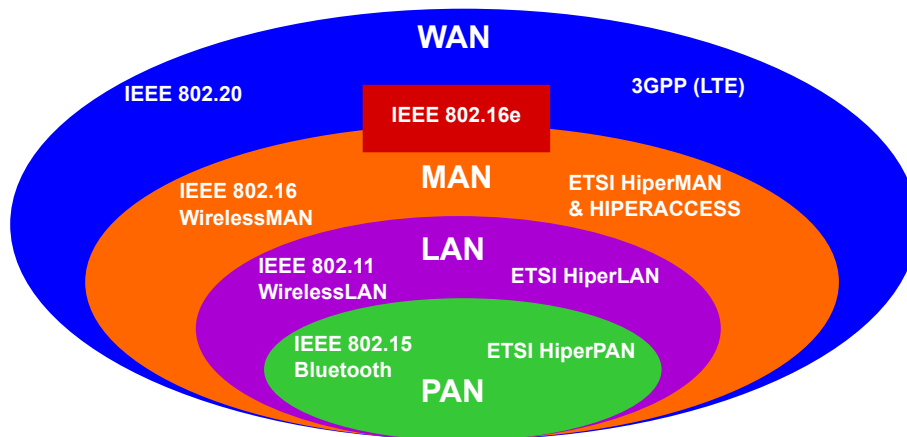 WAN
IEEE 802.20
3GPP (LTE)
IEEE 802.16e
MAN
IEEE 802.16
WirelessMAN
ETSI HiperMAN
& HIPERACCESS
LAN
IEEE 802.11
WirelessLAN
ETSI HiperLAN
IEEE 802.15
Bluetooth
ETSI HiperPAN
PAN